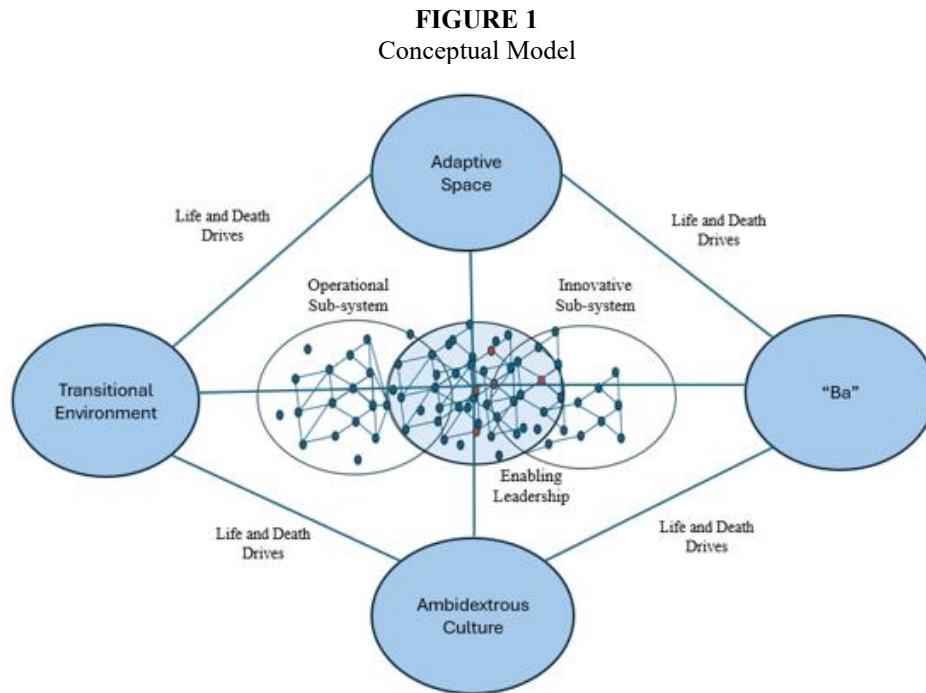 FIGURE 1
Conceptual Model
Adaptive
Space
Life and Death
Drives
Life and Death
Drives
Operational
Sub-system
Innovative
Sub-system
Transitional
Environment
“Ba”
Enabling
Leadership
Life and Death
Drives
Life and Death
Drives
Ambidextrous
Culture